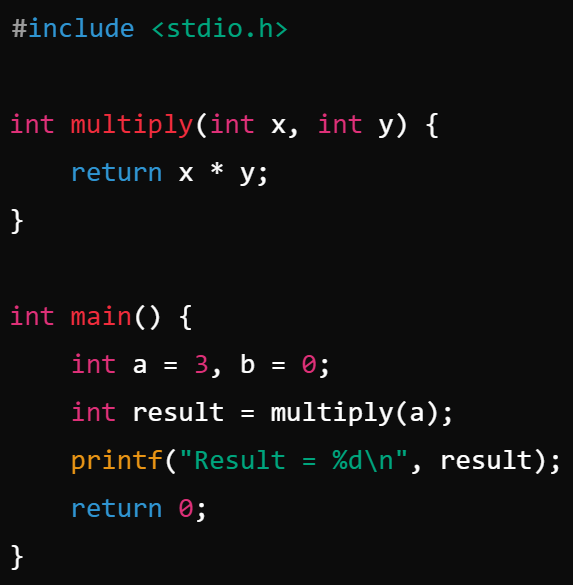 #include <stdio.h>
int multiply(int x, int y) {
    return x * y;
}
int main() {
    int a = 3, b = 0;
    int result = multiply(a);
    printf("Result = %d\n", result);
    return 0;
}